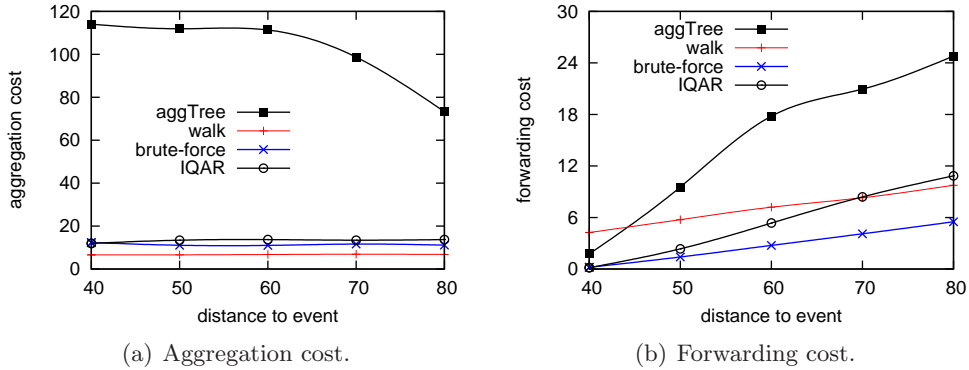 120
100
80
60
40
20
0
aggregation cost
aggTree
walk
brute-force
IQAR
40 50 60 70 80
distance to event
(a) Aggregation cost.
30
24
18
12
6
0
forwarding cost
aggTree
walk
brute-force
IQAR
40 50 60 70 80
distance to event
(b) Forwarding cost.